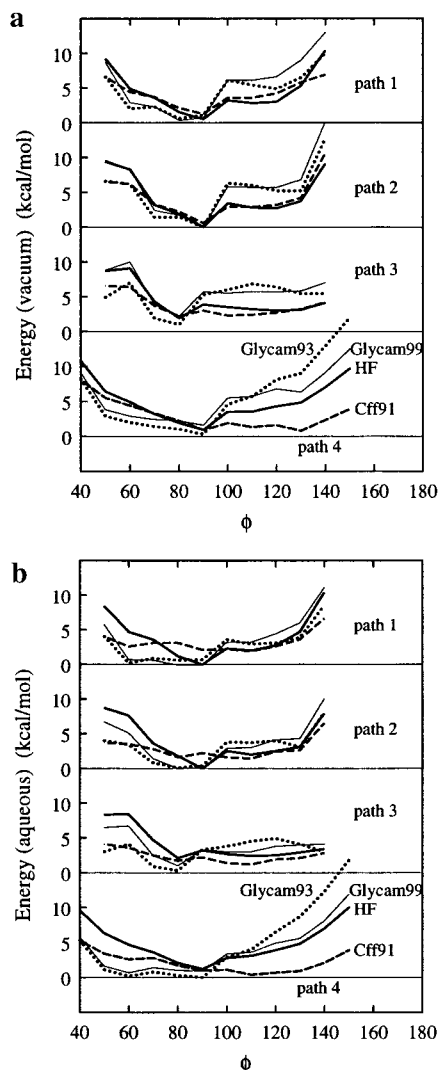 a
10
5
0
path 1
10
5
0
path 2
10
5
0
path 3
10
5
0
Glycam93
Glycam99
HF
Cff91
path 4
40 60 80 100 120 140 160 180
ϕ
Energy (vacuum) (kcal/mol)
b
10
5
0
path 1
10
5
0
path 2
10
5
0
path 3
10
5
0
Glycam93
Glycam99
HF
Cff91
path 4
40 60 80 100 120 140 160 180
ϕ
Energy (aqueous) (kcal/mol)